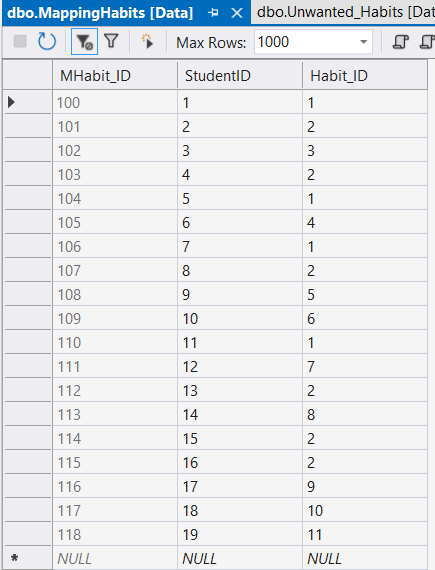 dbo.MappingHabits [Data] dbo.Unwanted_Habits [Dat
Max Rows: 1000
MHabit_ID StudentID Habit_ID
100 1 1
101 2 2
102 3 3
103 4 2
104 5 1
105 6 4
106 7 1
107 8 2
108 9 5
109 10 6
110 11 1
111 12 7
112 13 2
113 14 8
114 15 2
115 16 2
116 17 9
117 18 10
118 19 11
NULL NULL NULL